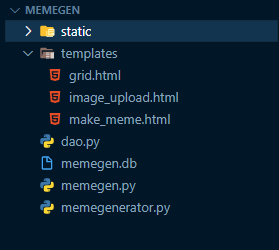 MEMEGEN
static
templates
grid.html
image_upload.html
make_meme.html
dao.py
memegen.db
memegen.py
memegenerator.py